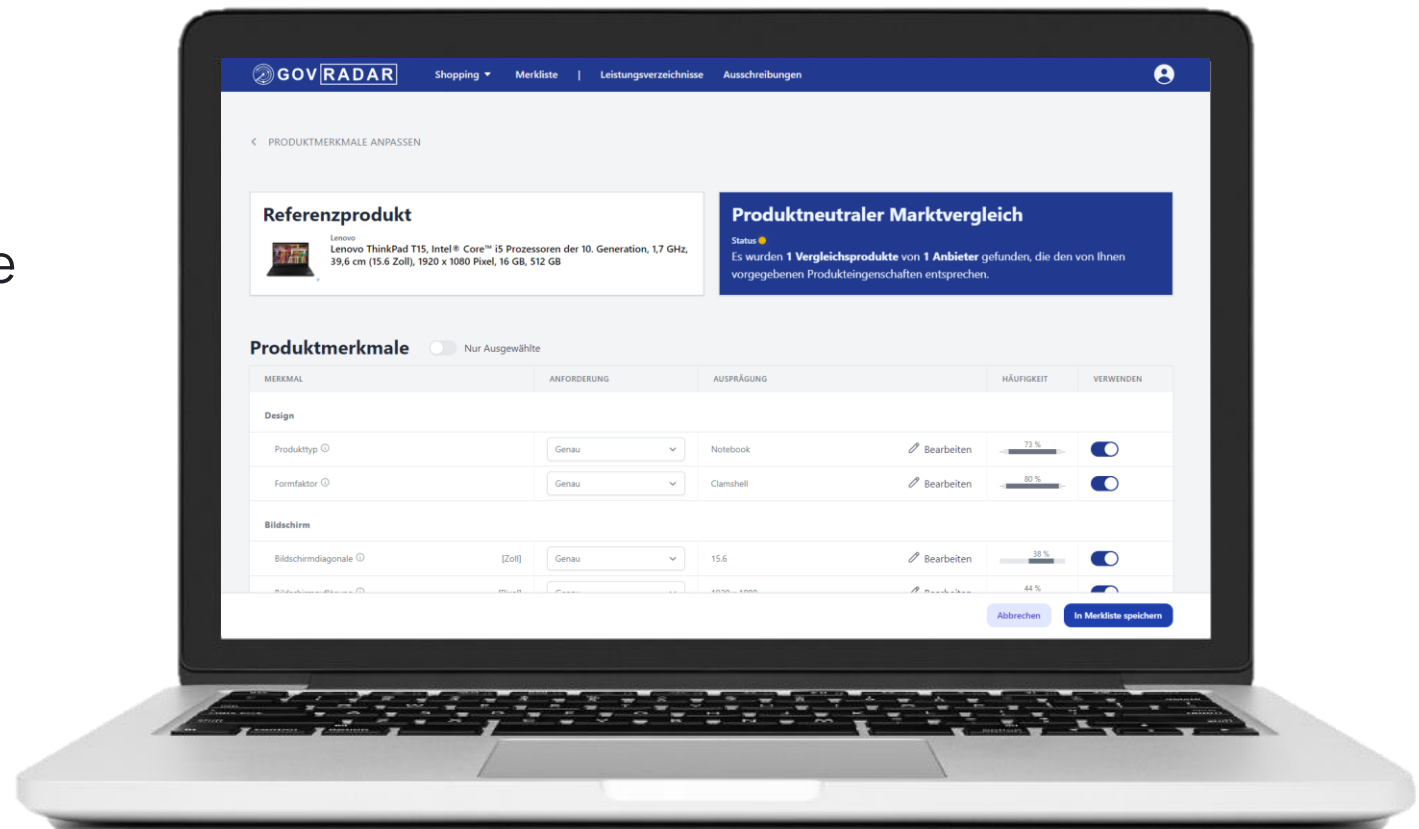 e
GOVRADAR Shopping Merkliste | Leistungsverzeichnisse Ausschreibungen
< PRODUKTMERKMALE ANPASSEN
Referenzprodukt
Lenovo
Lenovo ThinkPad T15, Intel® Core™ i5 Prozessoren der 10. Generation, 1,7 GHz,
39,6 cm (15.6 Zoll), 1920 x 1080 Pixel, 16 GB,
512 GB
Produktneutraler Marktvergleich
Status
Es wurden 1 Vergleichsprodukte von 1 Anbieter gefunden, die den von Ihnen
vorgegebenen Produkteingenschaften entsprechen.
Produktmerkmale Nur Ausgewählte
MERKMAL ANFORDERUNG AUSPRÄGUNG HÄUFIGKEIT VERWENDEN
Design
Produkttyp Genau Notebook Bearbeiten 73 %
Formfaktor Genau Clamshell Bearbeiten 80 %
Bildschirm
Bildschirmdiagonale [Zoll] Genau 15.6 Bearbeiten 38 %
44 %
Abbrechen In Merkliste speichern